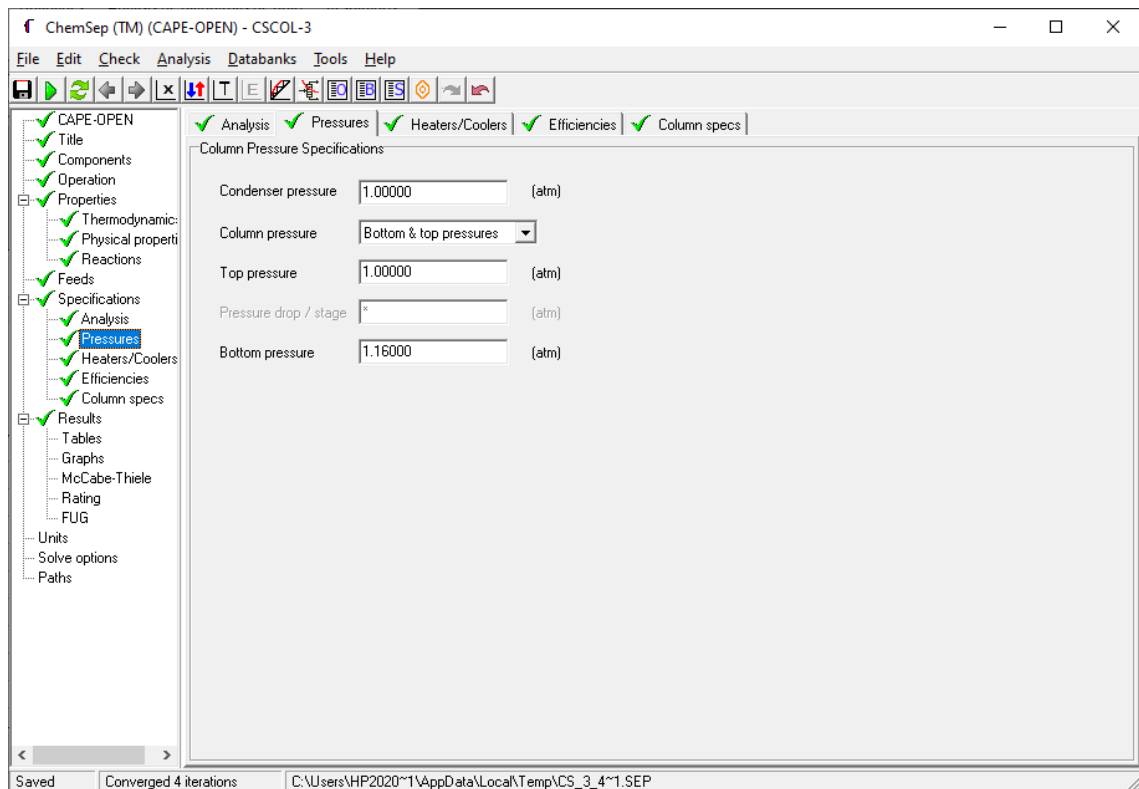 ChemSep (TM) (CAPE-OPEN) - CSCOL-3
File Edit Check Analysis Databanks Tools Help
CAPE-OPEN
Title
Components
Operation
Properties
Thermodynamic
Physical properti
Reactions
Feeds
Specifications
Analysis
Pressures
Heaters/Coolers
Efficiencies
Column specs
Results
Tables
Graphs
McCabe-Thiele
Rating
FUG
Units
Solve options
Paths
Analysis Pressures Heaters/Coolers Efficiencies Column specs
Column Pressure Specifications
Condenser pressure 1.00000 (atm)
Column pressure Bottom & top pressures
Top pressure 1.00000 (atm)
Pressure drop / stage * (atm)
Bottom pressure 1.16000 (atm)
Saved Converged 4 iterations C:\Users\HP2020~1\AppData\Local\Temp\CS_3_4~1.SEP